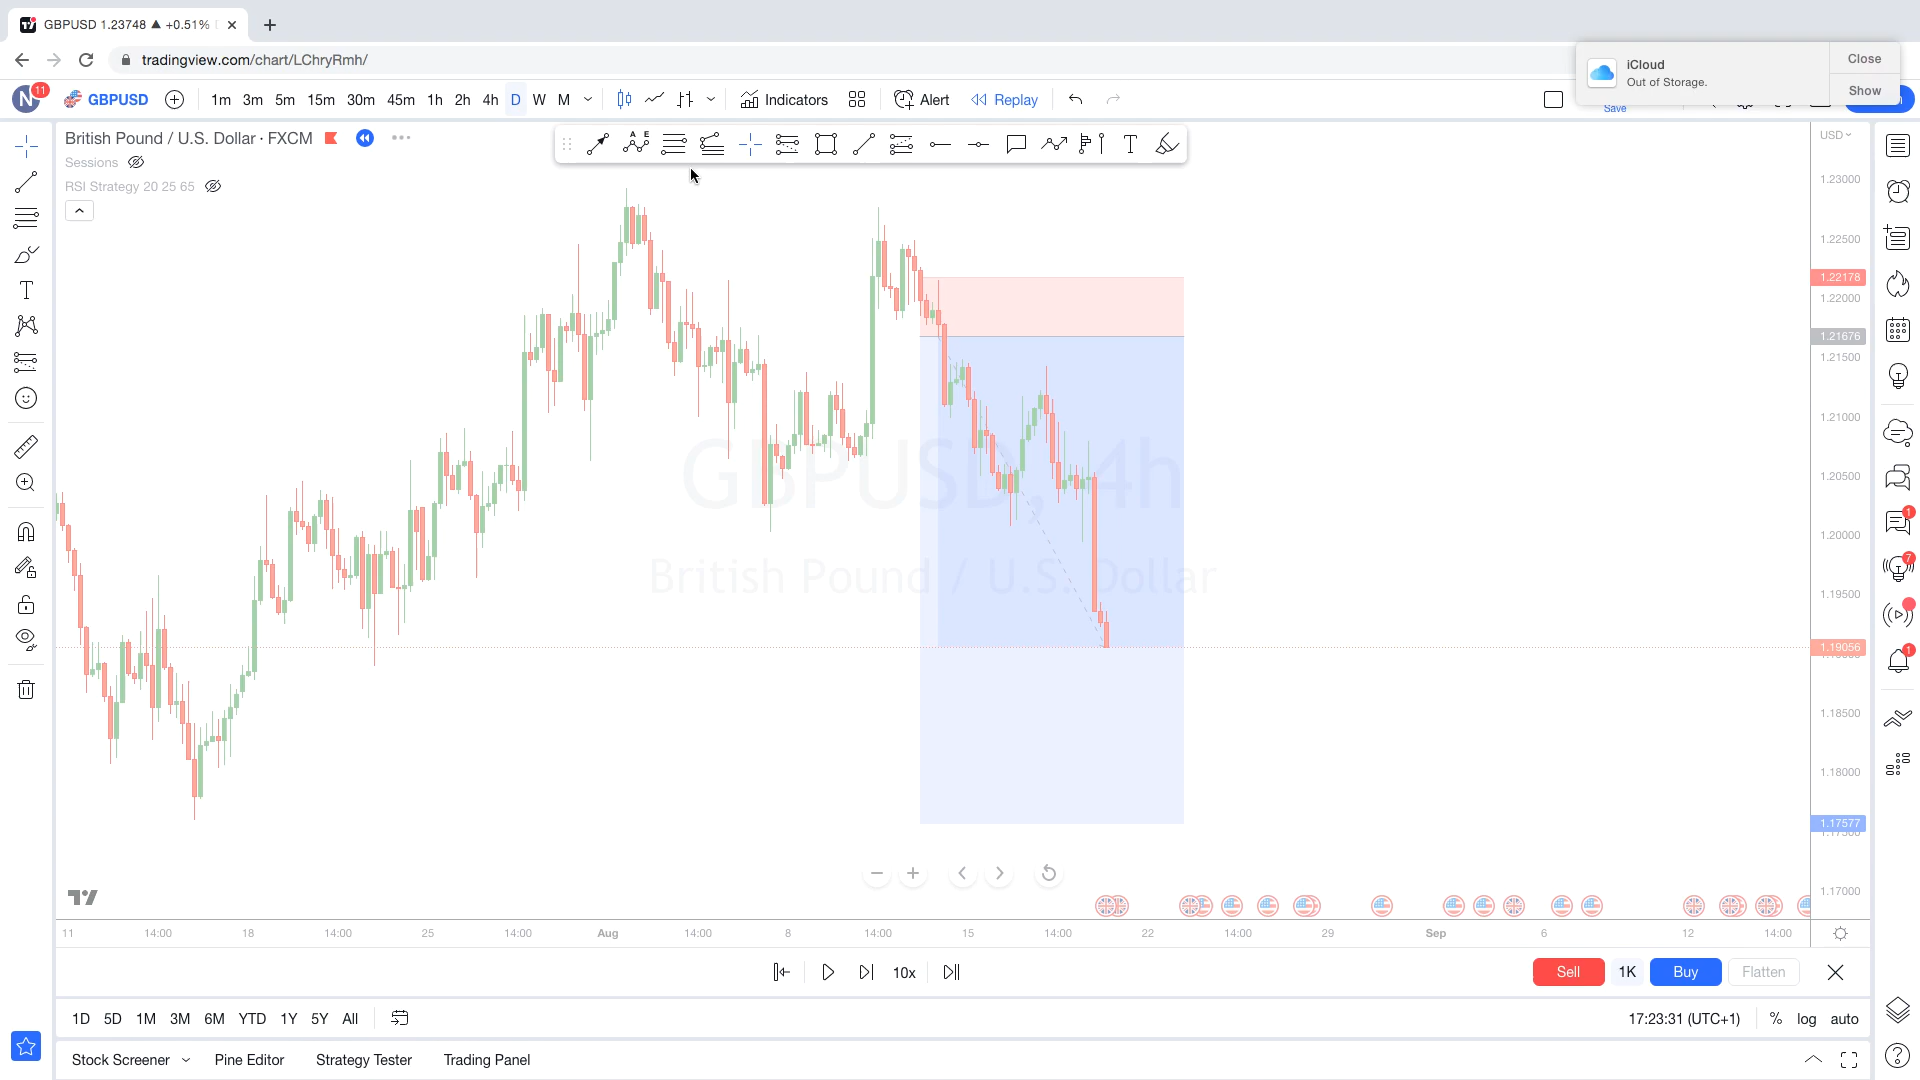 GBPUSD 1.23748 ▲ +0.51%
tradingview.com/chart/LChryRmh/
iCloud
Out of Storage.
Close
Show
N
11
GBPUSD
1m 3m 5m 15m 30m 45m 1h 2h 4h D W M
Indicators
Alert
Replay
Save
British Pound / U.S. Dollar · FXCM
Sessions
RSI Strategy 20 25 65
A E
T
T
USD
1.23000
1.22500
1.22178
1.22000
1.21676
1.21500
1.21000
1.20500
1.20000
1.19500
1.19056
1.18500
1.18000
1.17577
1.17000
GBPUSD, 4h
British Pound / U.S. Dollar
11 14:00 18 14:00 25 14:00 Aug 14:00 8 14:00 15 14:00 22 14:00 29 Sep 6 12 14:00
10x
Sell
1K
Buy
Flatten
1D 5D 1M 3M 6M YTD 1Y 5Y All
17:23:31 (UTC+1)
% log auto
Stock Screener
Pine Editor
Strategy Tester
Trading Panel
1
7
1